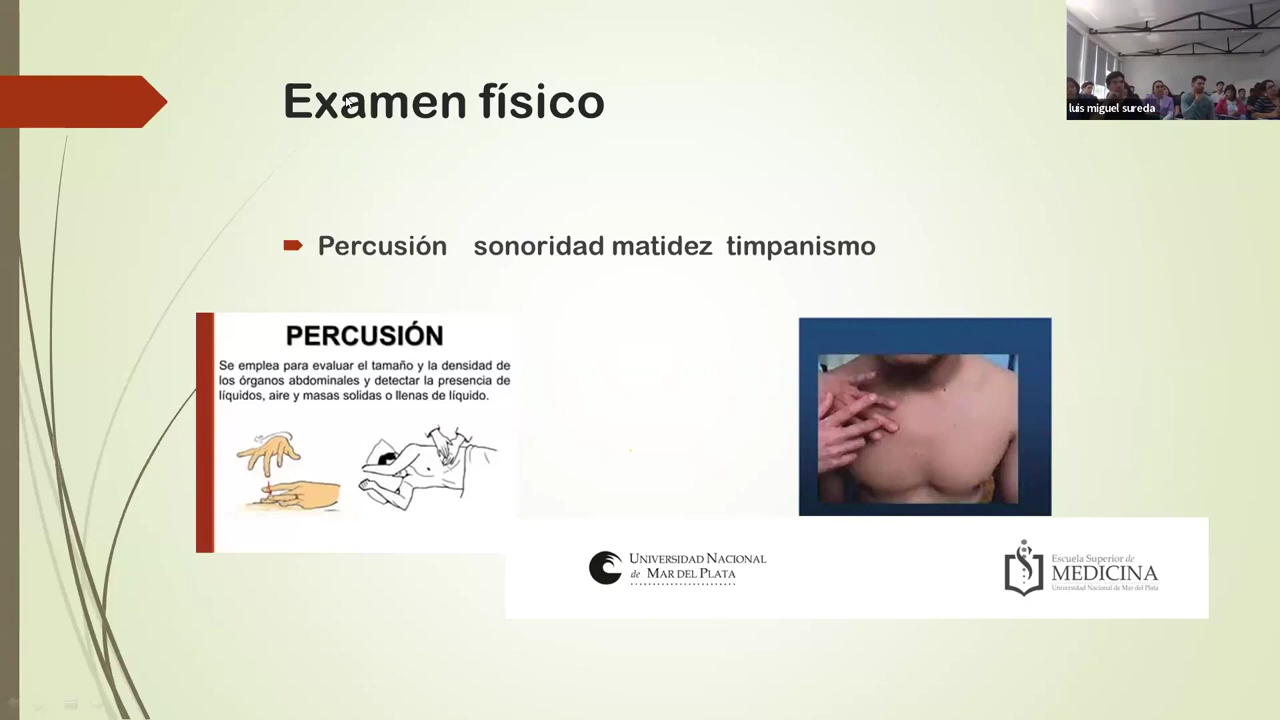 Examen físico
luis miguel sureda
Percusión sonoridad matidez timpanismo
PERCUSIÓN
Se emplea para evaluar el tamaño y la densidad de
los órganos abdominales y detectar la presencia de
líquidos, aire y masas solidas o llenas de líquido.
UNIVERSIDAD NACIONAL
de MAR DEL PLATA
Escuela Superior de
MEDICINA
Universidad Nacional de Mar del Plata